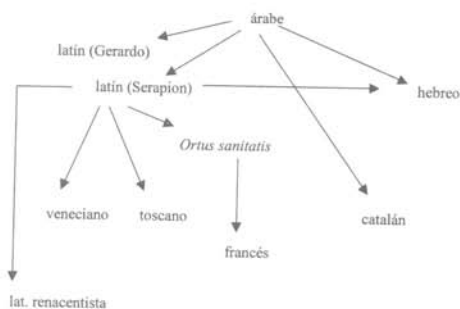 árabe
latín (Gerardo)
latín (Serapion)
hebreo
Ortus sanitatis
veneciano
toscano
catalán
francés
lat. renacentista